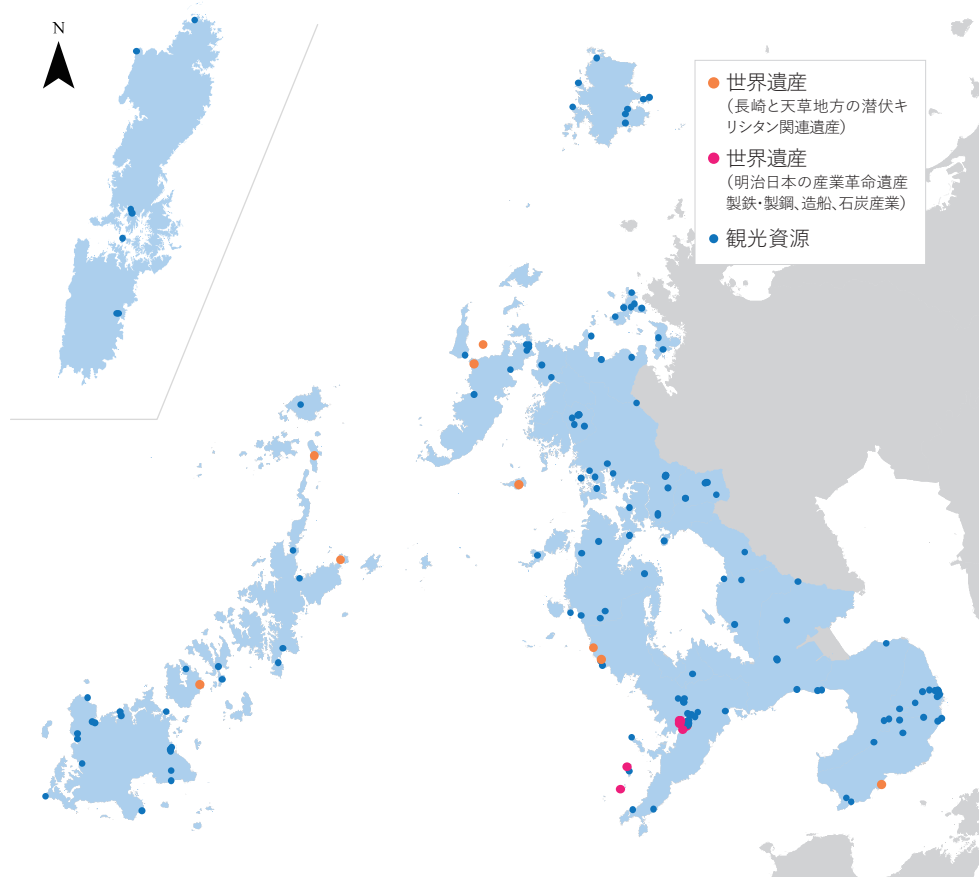 N
世界遺産
(長崎と天草地方の潜伏キ
リシタン関連遺産)
世界遺産
(明治日本の産業革命遺産
製鉄・製鋼、造船、石炭産業)
観光資源